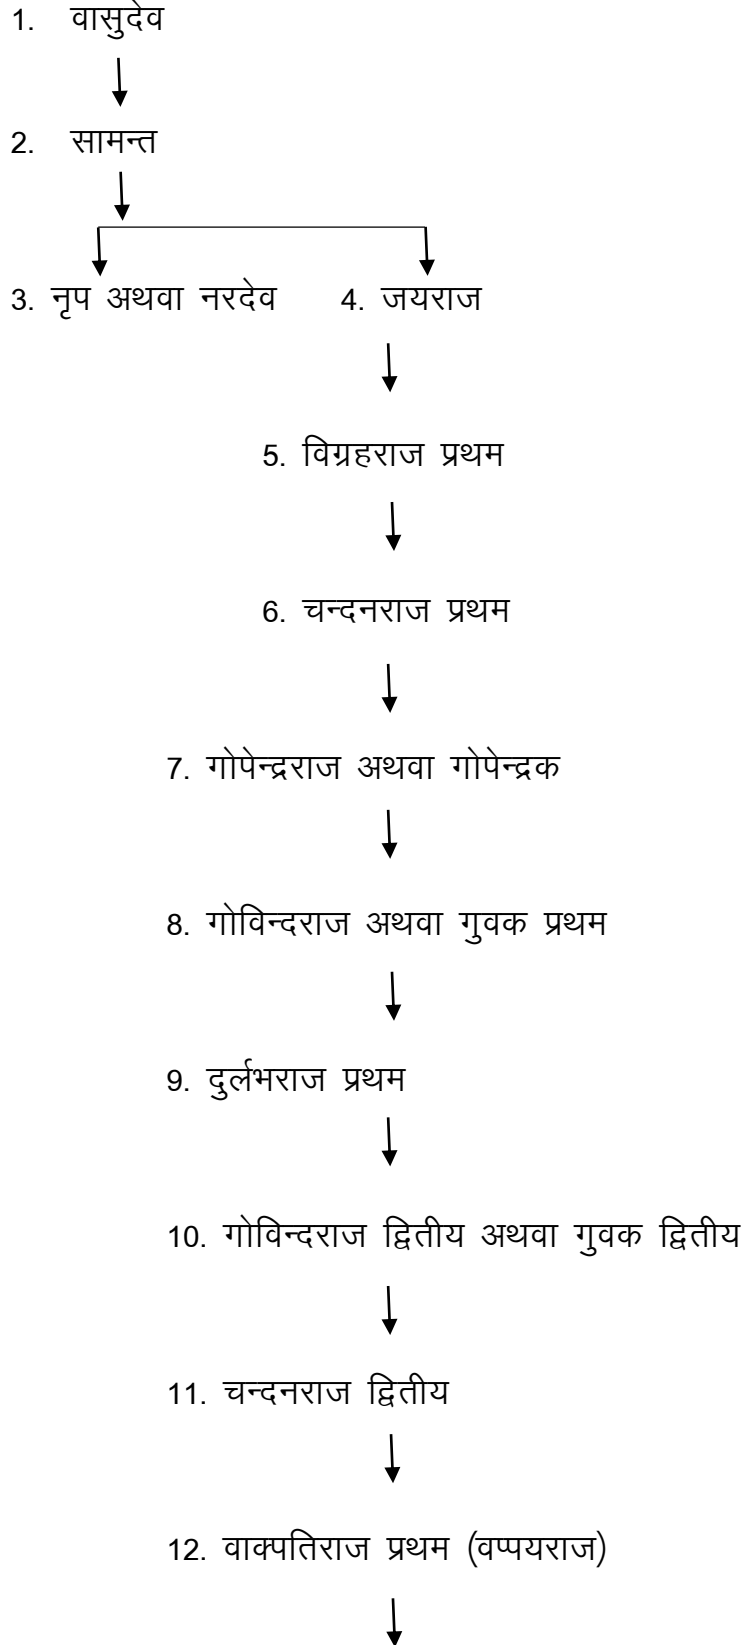 1. वासुदेव
2. सामन्त
3. नृप अथवा नरदेव 4. जयराज
5. विग्रहराज प्रथम
6. चन्दनराज प्रथम
7. गोपेन्द्रराज अथवा गोपेन्द्रक
8. गोविन्दराज अथवा गुवक प्रथम
9. दुर्लभराज प्रथम
10. गोविन्दराज द्वितीय अथवा गुवक द्वितीय
11. चन्दनराज द्वितीय
12. वाक्पतिराज प्रथम (वप्पयराज)